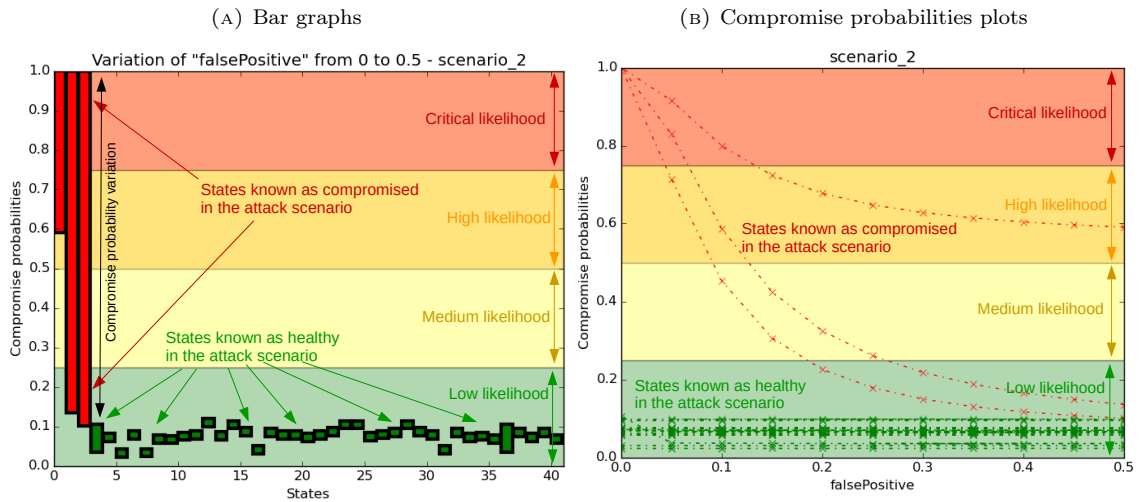 (A) Bar graphs
Variation of "falsePositive" from 0 to 0.5 - scenario_2
Compromise probabilities
1.0
0.9
0.8
0.7
0.6
0.5
0.4
0.3
0.2
0.1
0.0
Compromise probability variation
Critical likelihood
States known as compromised
in the attack scenario
High likelihood
Medium likelihood
States known as healthy
in the attack scenario
Low likelihood
0 5 10 15 20 25 30 35 40
States
(B) Compromise probabilities plots
scenario_2
Compromise probabilities
1.0
0.8
0.6
0.4
0.2
0.0
Critical likelihood
High likelihood
States known as compromised
in the attack scenario
Medium likelihood
States known as healthy
in the attack scenario
Low likelihood
0.0 0.1 0.2 0.3 0.4 0.5
falsePositive